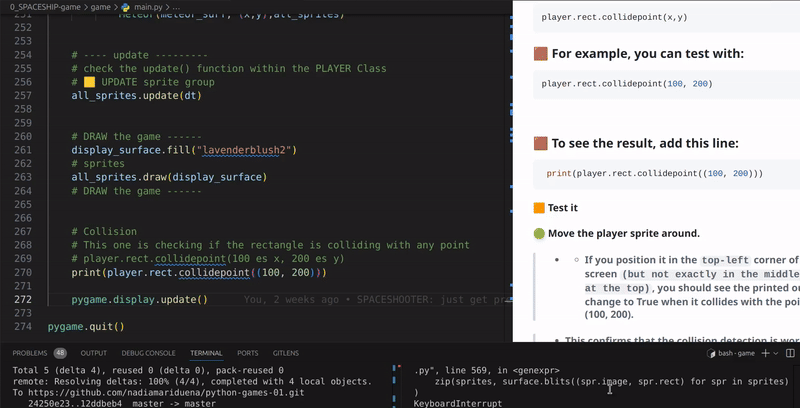 0_SPACESHIP-game > game > main.py > ...
251 Meteor(meteor_surf, (x,y),all_sprites)
252
253
254 # ---- update ---------
255 # check the update() function within the PLAYER Class
256 # 🟨 UPDATE sprite group
257 all_sprites.update(dt)
258
259
260 # DRAW the game ------
261 display_surface.fill("lavenderblush2")
262 # sprites
263 all_sprites.draw(display_surface)
264 # DRAW the game ------
265
266
267 # Collision
268 # This one is checking if the rectangle is colliding with any point
269 # player.rect.collidepoint(100 es x, 200 es y)
270 print(player.rect.collidepoint((100, 200)))
271
272 pygame.display.update() You, 2 weeks ago • SPACESHOOTER: just get pr
273
274 pygame.quit()
player.rect.collidepoint(x,y)
🟫 For example, you can test with:
player.rect.collidepoint(100, 200)
🟫 To see the result, add this line:
print(player.rect.collidepoint((100, 200)))
🟧 Test it
🟢 Move the player sprite around.
If you position it in the top-left corner of
screen (but not exactly in the middle
at the top), you should see the printed ou
change to True when it collides with the poi
(100, 200).
This confirms that the collision detection is wor
PROBLEMS 48 OUTPUT DEBUG CONSOLE TERMINAL PORTS GITLENS
bash - game
Total 5 (delta 4), reused 0 (delta 0), pack-reused 0
remote: Resolving deltas: 100% (4/4), completed with 4 local objects.
To https://github.com/nadiamariduena/python-games-01.git
24250e23..12ddbeb4 master -> master
.py", line 569, in <genexpr>
zip(sprites, surface.blits((spr.image, spr.rect) for spr in sprites)
)
KeyboardInterrupt